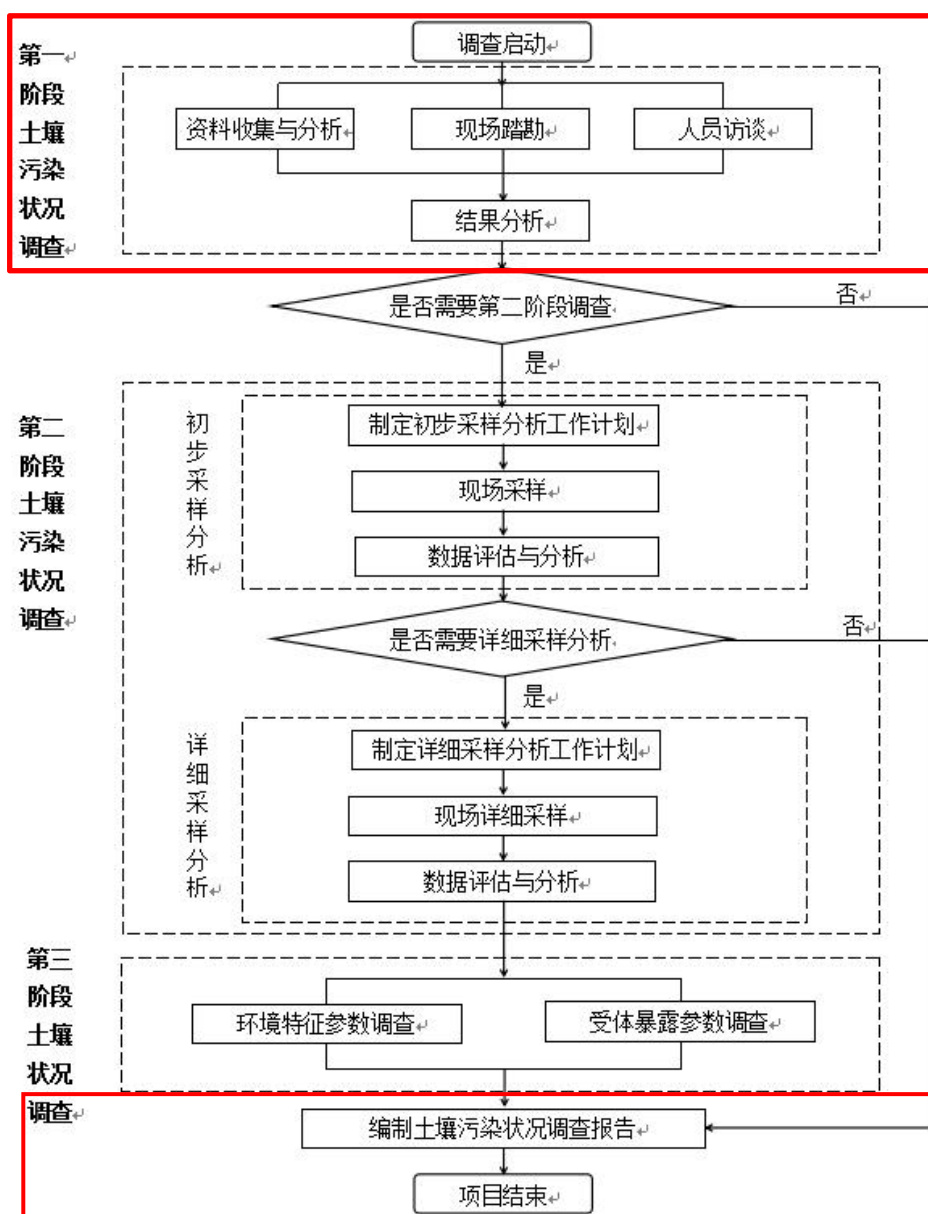 调查启动
第一
阶段
土壤
污染
状况
调查
资料收集与分析
现场踏勘
人员访谈
结果分析
是否需要第二阶段调查
否
是
第二
阶段
土壤
污染
状况
调查
初步采样分析
制定初步采样分析工作计划
现场采样
数据评估与分析
是否需要详细采样分析
否
是
详细采样分析
制定详细采样分析工作计划
现场详细采样
数据评估与分析
第三
阶段
土壤
状况
调查
环境特征参数调查
受体暴露参数调查
编制土壤污染状况调查报告
项目结束